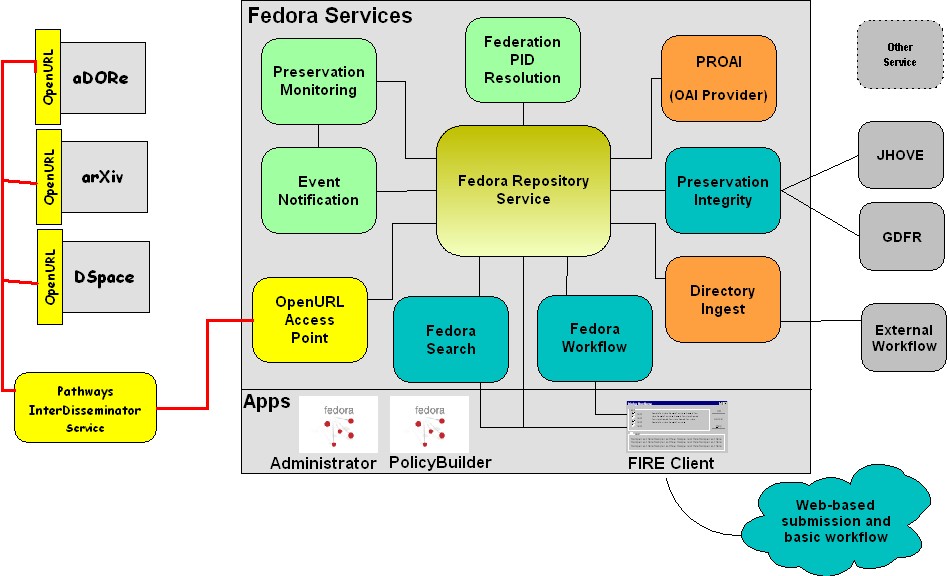 Fedora Services
OpenURL
aDORe
OpenURL
arXiv
OpenURL
DSpace
Pathways
InterDisseminator
Service
Preservation
Monitoring
Federation
PID
Resolution
PROAI
(OAI Provider)
Event
Notification
Fedora Repository
Service
Preservation
Integrity
OpenURL
Access
Point
Fedora
Search
Fedora
Workflow
Directory
Ingest
Other
Service
JHOVE
GDFR
External
Workflow
Apps
fedora
Administrator
fedora
PolicyBuilder
FIRE Client
Web-based
submission and
basic workflow